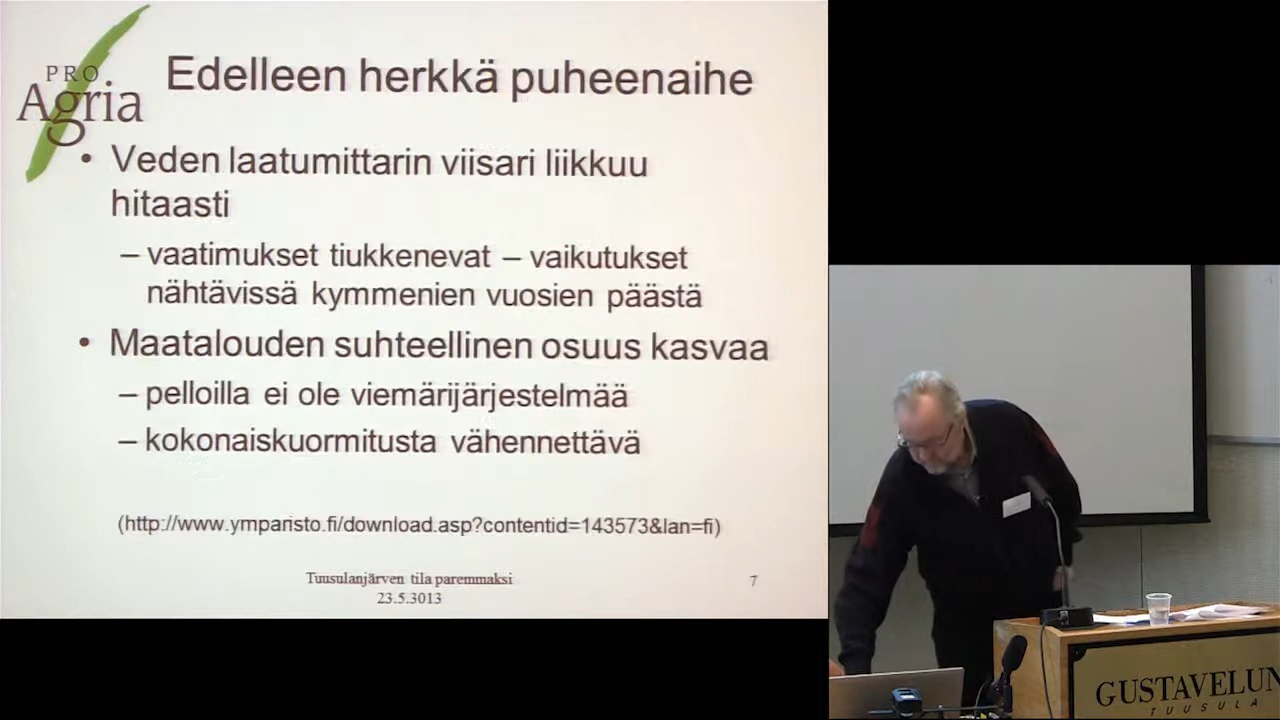 PRO
Agria
Edelleen herkkä puheenaihe
• Veden laatumittarin viisari liikkuu
hitaasti
– vaatimukset tiukkenevat – vaikutukset
nähtävissä kymmenien vuosien päästä
• Maatalouden suhteellinen osuus kasvaa
– pelloilla ei ole viemärijärjestelmää
– kokonaiskuormitusta vähennettävä
(http://www.ymparisto.fi/download.asp?contentid=143573&lan=fi)
Tuusulanjärven tila paremmaksi
23.5.3013
7
GUSTAVELUN
TUUSULA